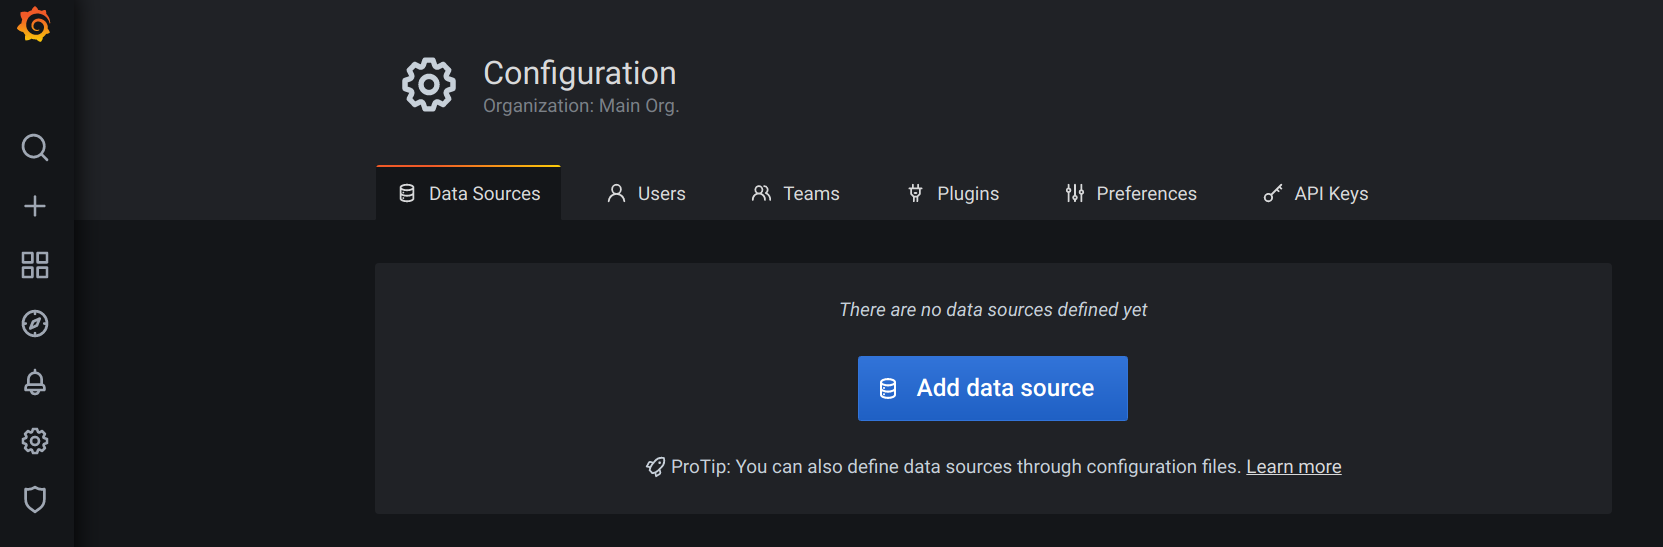 Configuration
Organization: Main Org.
Data Sources
Users
Teams
Plugins
Preferences
API Keys
There are no data sources defined yet
Add data source
ProTip: You can also define data sources through configuration files. Learn more